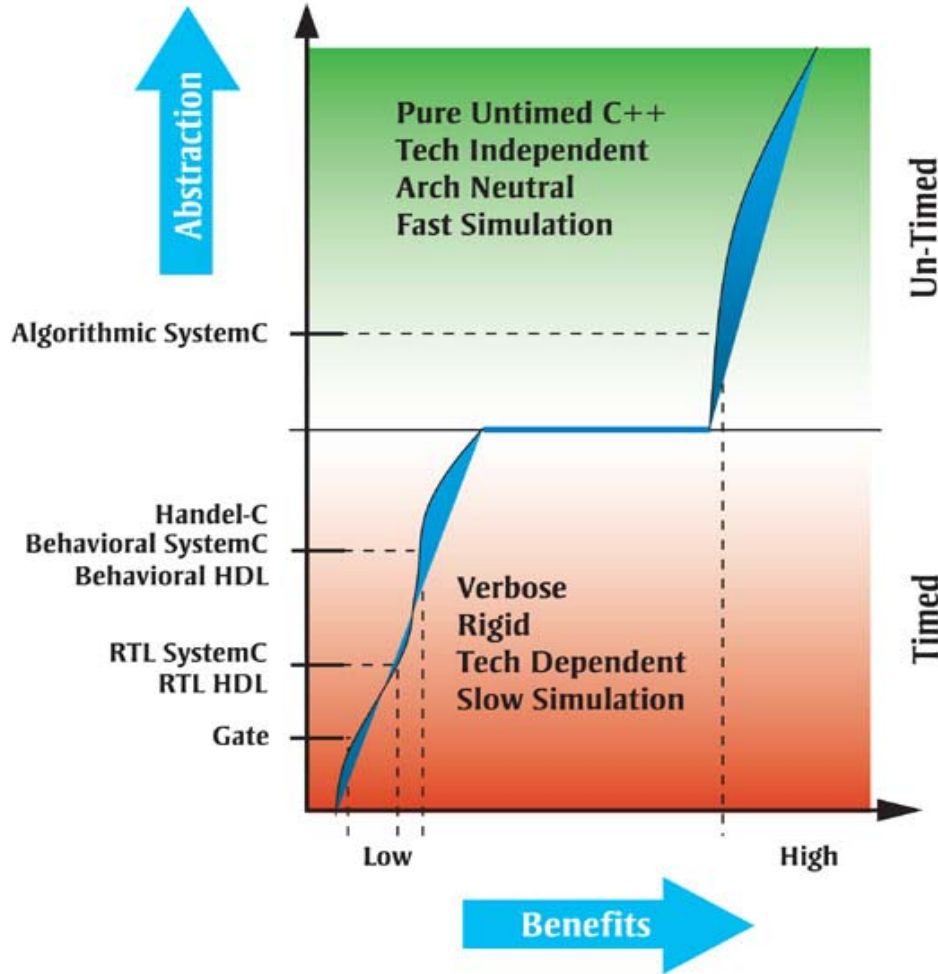 Abstraction
Pure Untimed C++
Tech Independent
Arch Neutral
Fast Simulation
Un-Timed
Algorithmic SystemC
Handel-C
Behavioral SystemC
Behavioral HDL
Verbose
Rigid
Tech Dependent
Slow Simulation
Timed
RTL SystemC
RTL HDL
Gate
Low
High
Benefits